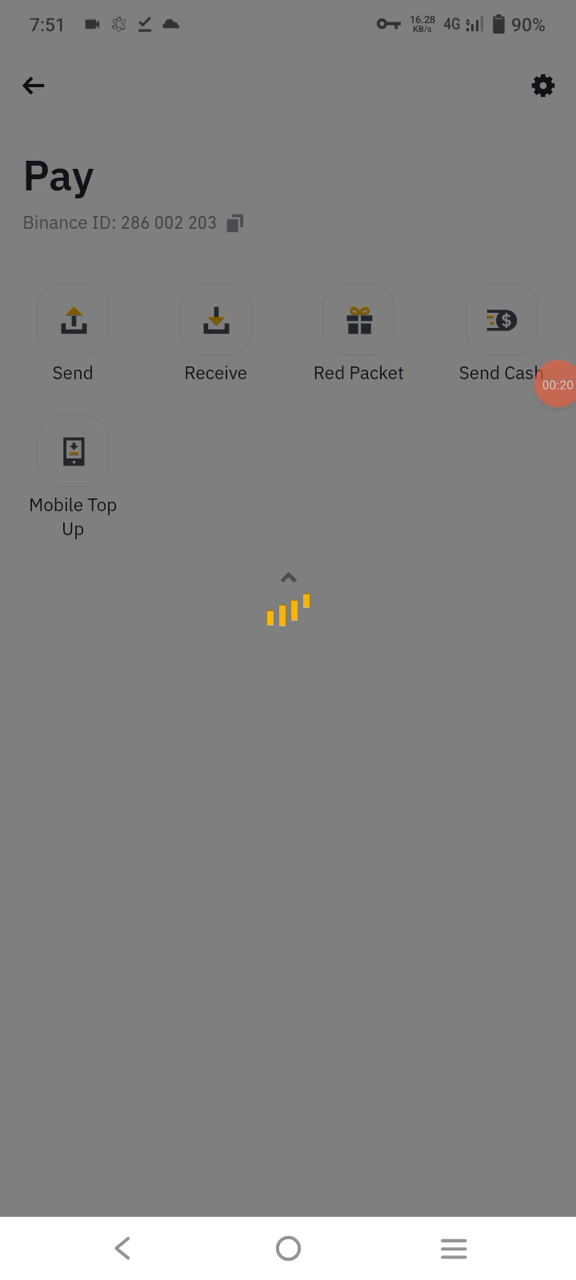 7:51 16.28 KB/s 4G 90%
Pay
Binance ID: 286 002 203
Send Receive Red Packet Send Cash
00:20
Mobile Top
Up